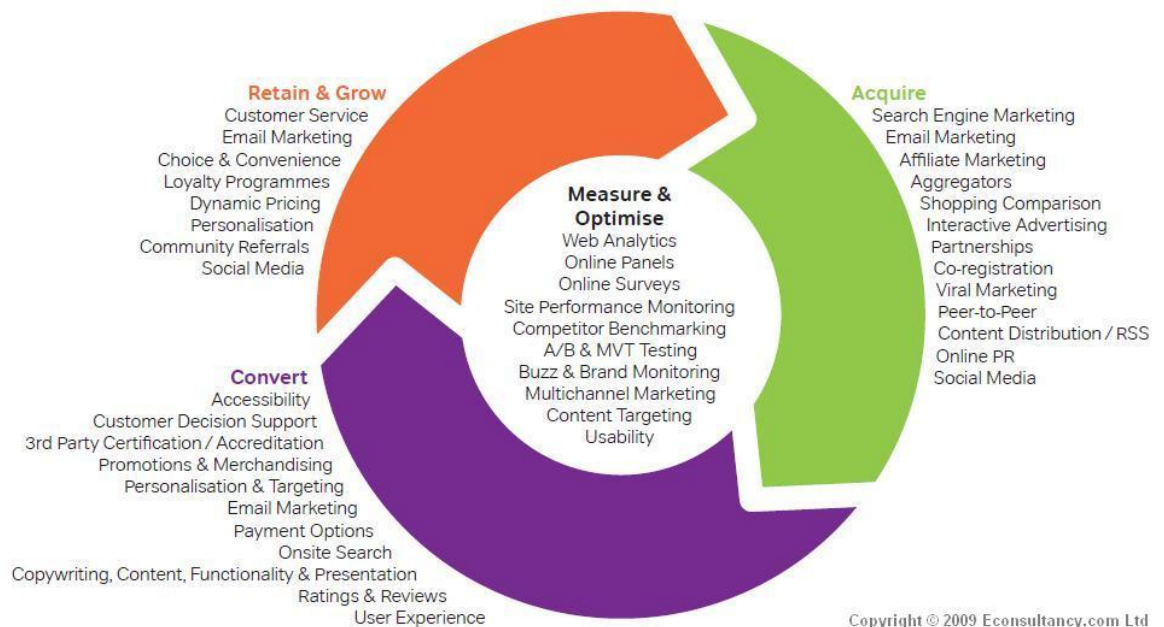 Retain & Grow
Customer Service
Email Marketing
Choice & Convenience
Loyalty Programmes
Dynamic Pricing
Personalisation
Community Referrals
Social Media
Acquire
Search Engine Marketing
Email Marketing
Affiliate Marketing
Aggregators
Shopping Comparison
Interactive Advertising
Partnerships
Co-registration
Viral Marketing
Peer-to-Peer
Content Distribution / RSS
Online PR
Social Media
Measure &
Optimise
Web Analytics
Online Panels
Online Surveys
Site Performance Monitoring
Competitor Benchmarking
A/B & MVT Testing
Buzz & Brand Monitoring
Multichannel Marketing
Content Targeting
Usability
Convert
Accessibility
Customer Decision Support
3rd Party Certification / Accreditation
Promotions & Merchandising
Personalisation & Targeting
Email Marketing
Payment Options
Onsite Search
Copywriting, Content, Functionality & Presentation
Ratings & Reviews
User Experience
Copyright © 2009 Econsultancy.com Ltd